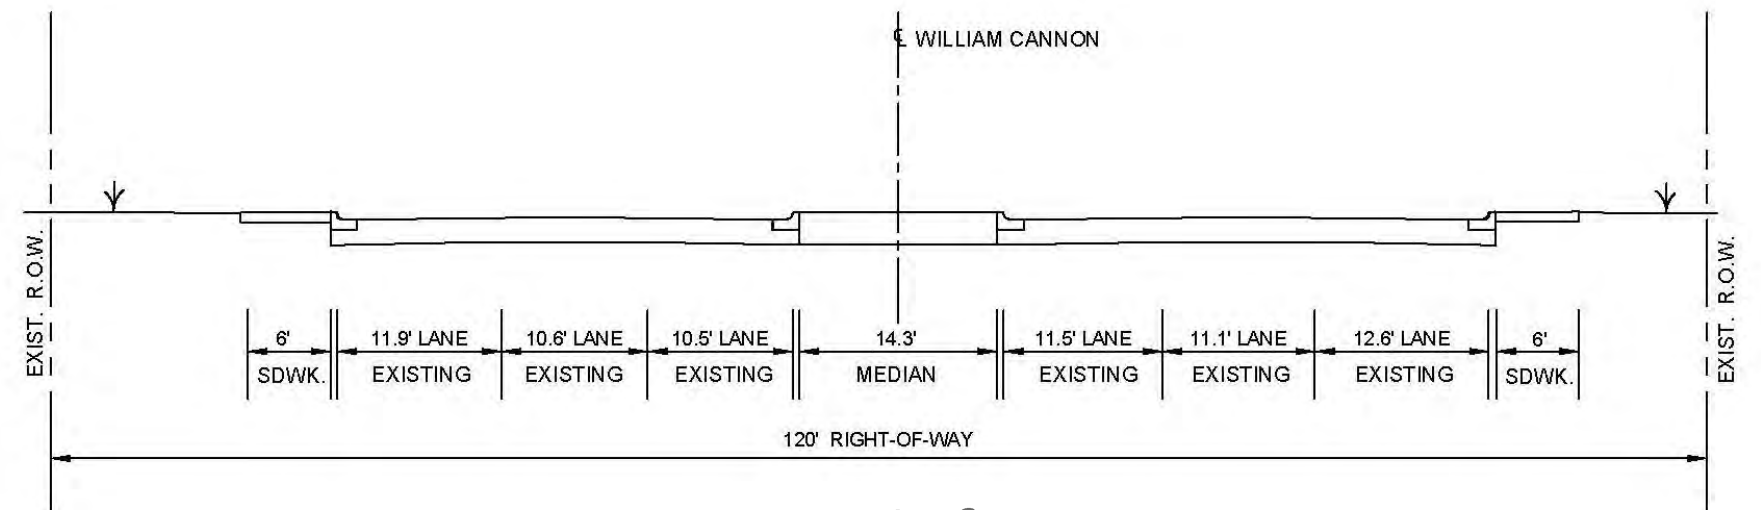 ℄ WILLIAM CANNON
EXIST. R.O.W.
EXIST. R.O.W.
6' 11.9' LANE 10.6' LANE 10.5' LANE 14.3' 11.5' LANE 11.1' LANE 12.6' LANE 6'
SDWK. EXISTING EXISTING EXISTING MEDIAN EXISTING EXISTING EXISTING SDWK.
120' RIGHT-OF-WAY